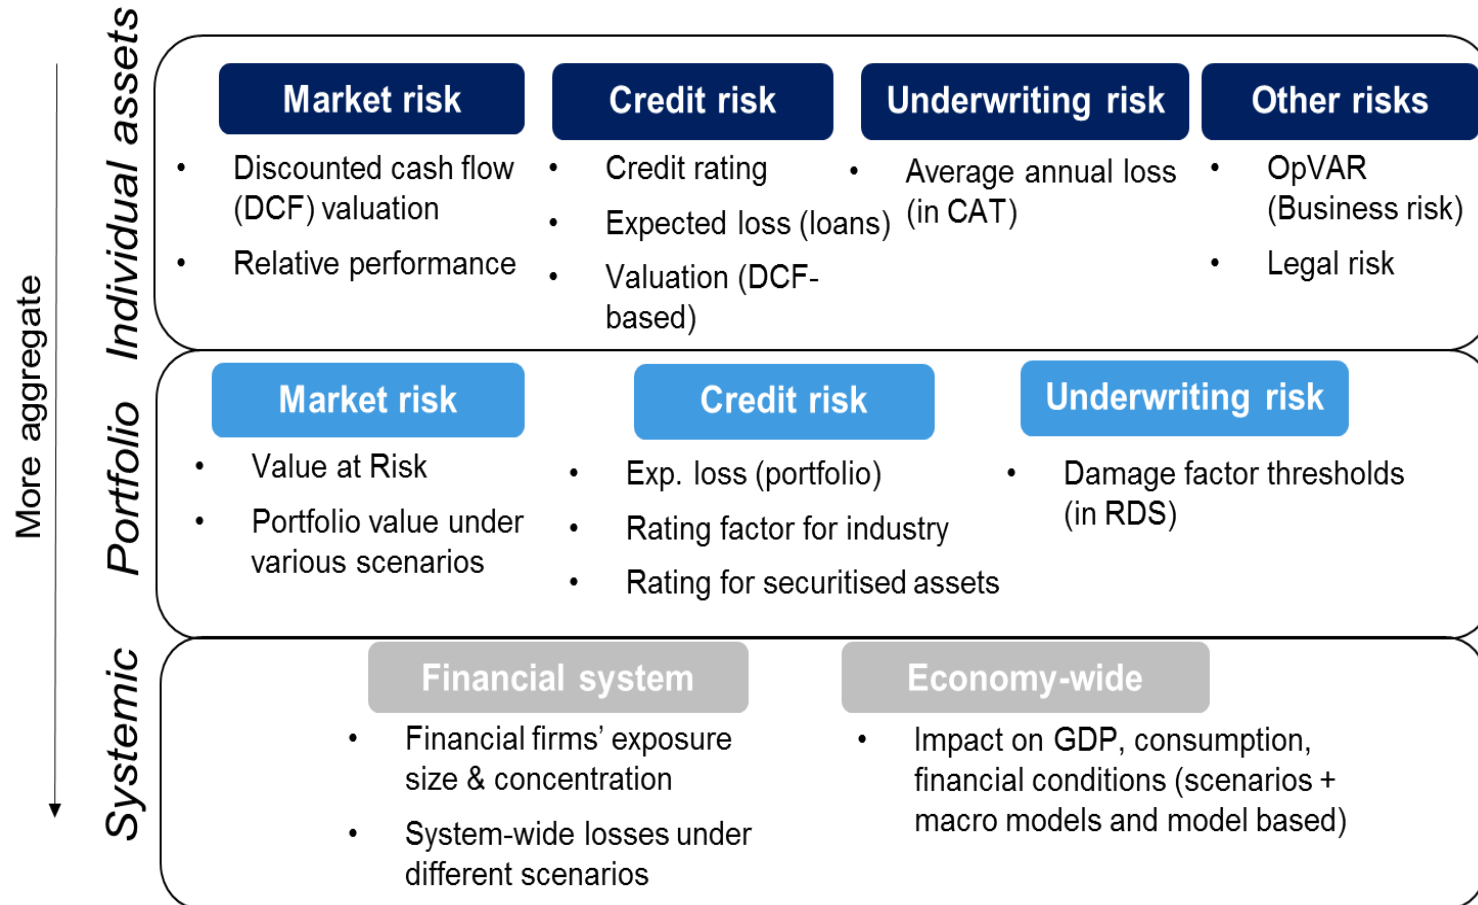 More aggregate
Individual assets
Market risk
• Discounted cash flow
(DCF) valuation
• Relative performance
Credit risk
• Credit rating
• Expected loss (loans)
• Valuation (DCF-
based)
Underwriting risk
• Average annual loss
(in CAT)
Other risks
• OpVAR
(Business risk)
• Legal risk
Portfolio
Market risk
• Value at Risk
• Portfolio value under
various scenarios
Credit risk
• Exp. loss (portfolio)
• Rating factor for industry
• Rating for securitised assets
Underwriting risk
• Damage factor thresholds
(in RDS)
Systemic
Financial system
• Financial firms’ exposure
size & concentration
• System-wide losses under
different scenarios
Economy-wide
• Impact on GDP, consumption,
financial conditions (scenarios +
macro models and model based)